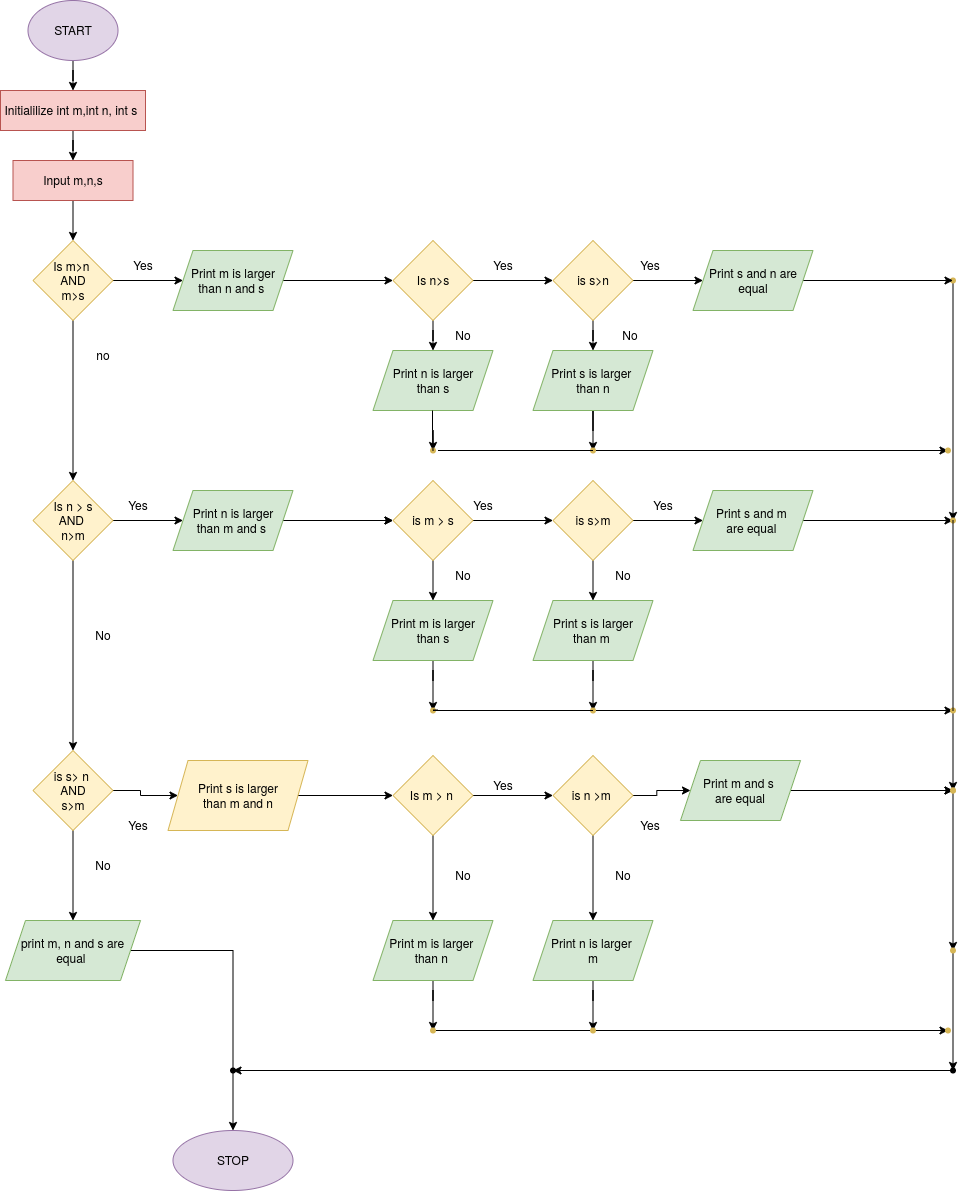 START
Initialilize int m,int n, int s
Input m,n,s
Is m>n
AND
m>s
Yes
Print m is larger
than n and s
Is n>s
Yes
is s>n
Yes
Print s and n are
equal
no
No
No
Print n is larger
than s
Print s is larger
than n
Is n > s
AND
n>m
Yes
Print n is larger
than m and s
is m > s
Yes
is s>m
Yes
Print s and m
are equal
No
No
No
Print m is larger
than s
Print s is larger
than m
is s> n
AND
s>m
Yes
Print s is larger
than m and n
Is m > n
Yes
is n >m
Yes
Print m and s
are equal
No
No
No
print m, n and s are
equal
Print m is larger
than n
Print n is larger
m
STOP